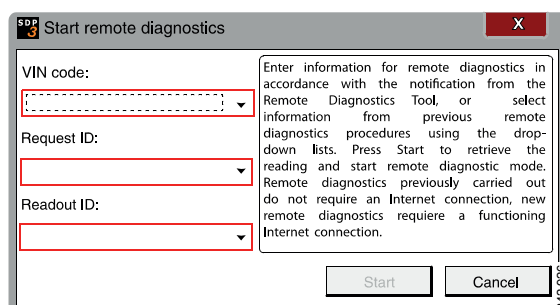 SDP
3
Start remote diagnostics
X
VIN code:
Request ID:
Readout ID:
Enter information for remote diagnostics in
accordance with the notification from the
Remote Diagnostics Tool, or select
information from previous remote
diagnostics procedures using the drop-
down lists. Press Start to retrieve the
reading and start remote diagnostic mode.
Remote diagnostics previously carried out
do not require an Internet connection, new
remote diagnostics requiere a functioning
Internet connection.
Start
Cancel